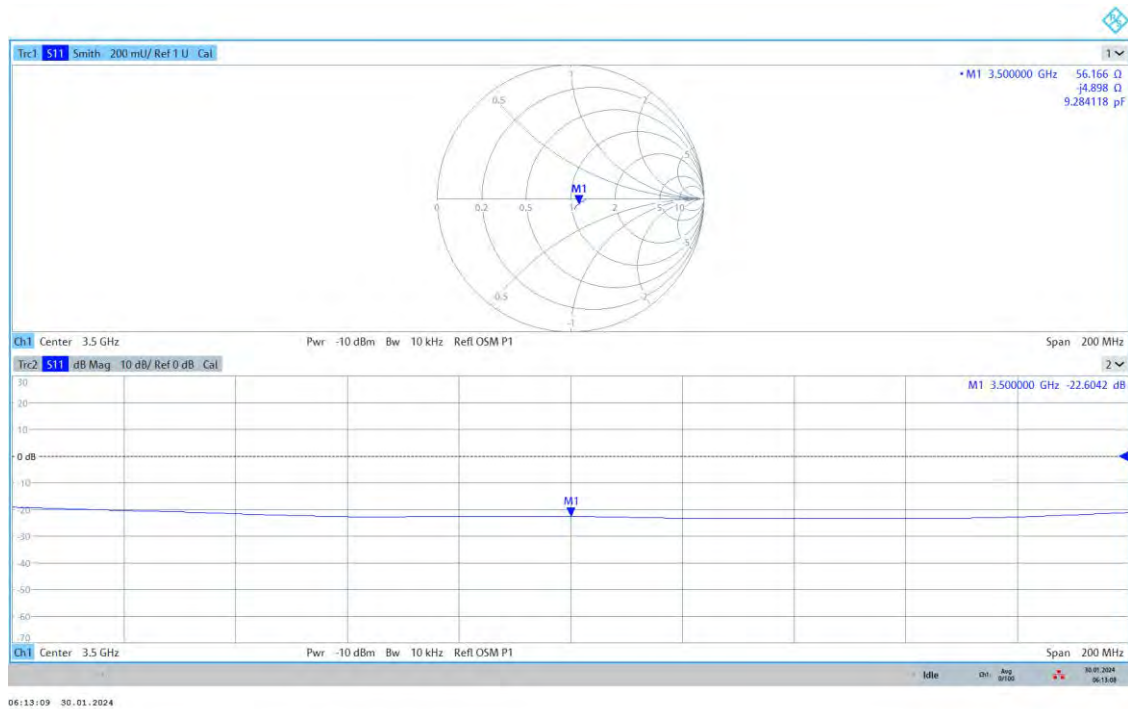 Trc1 S11 Smith 200 mU/ Ref 1 U Cal
1
M1 3.500000 GHz 56.166 Ω
-j4.898 Ω
9.284118 pF
1
0.5
2
5
M1
0 0.2 0.5 1 2 5 10
-5
-0.5
-2
-1
Ch1 Center 3.5 GHz Pwr -10 dBm Bw 10 kHz Refl OSM P1 Span 200 MHz
Trc2 S11 dB Mag 10 dB/ Ref 0 dB Cal
2
30
M1 3.500000 GHz -22.6042 dB
20
10
0 dB
-10
M1
-20
-30
-40
-50
-60
-70
Ch1 Center 3.5 GHz Pwr -10 dBm Bw 10 kHz Refl OSM P1 Span 200 MHz
Idle Ch1: Avg 0/100 30.01.2024
06:13:08
06:13:09 30.01.2024